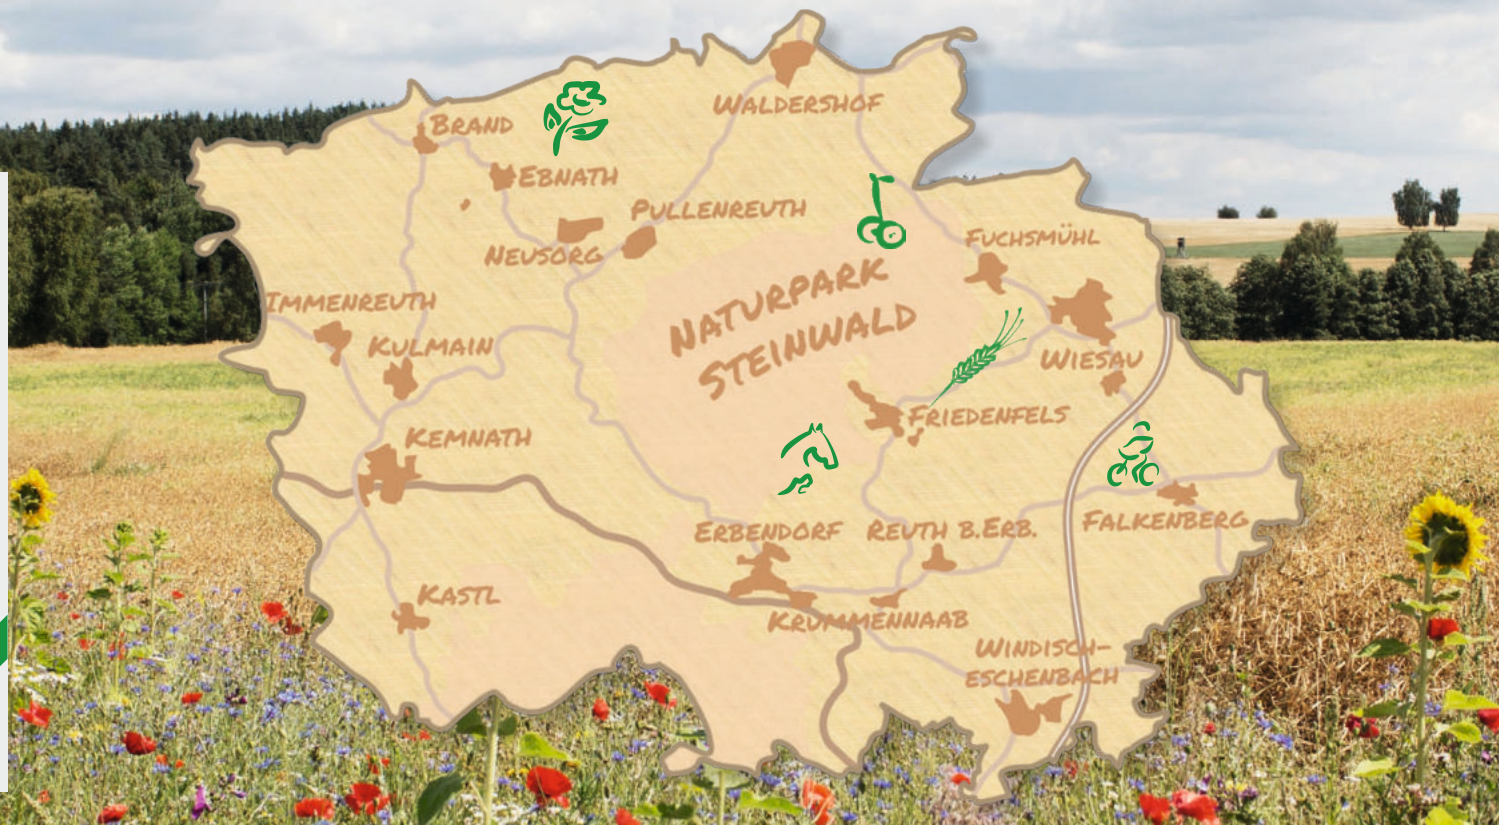 WALDERSHOF
BRAND
EBNATH
PULLENREUTH
NEUSORG
FUCHSMÜHL
NATURPARK
STEINWALD
IMMENREUTH
KULMAIN
WIESAU
FRIEDENFELS
KEMNATH
ERBENDORF
REUTH B.ERB.
FALKENBERG
KASTL
KRUMMENNAAB
WINDISCH-
ESCHENBACH